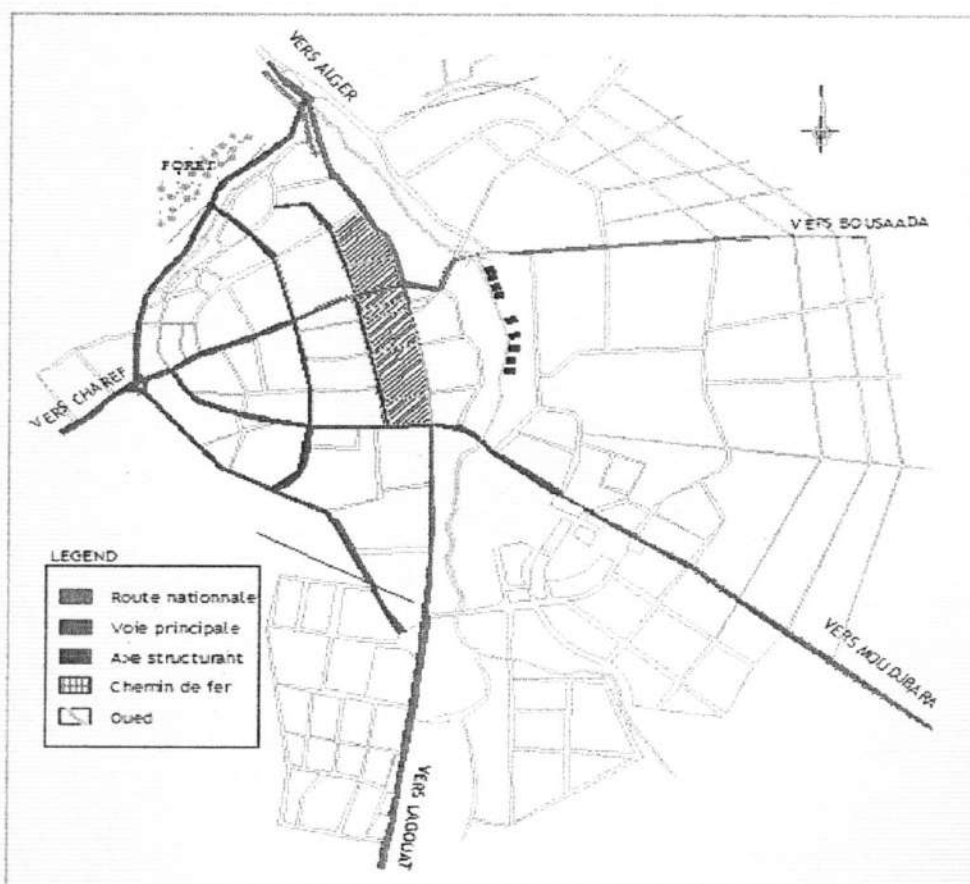 VERS ALGER
FORET
VERS BOUSAADA
VERS CHAREF
LEGEND
Route nationnale
Voie principale
Axe structurant
Chemin de fer
Oued
VERS MOUDJBARA
VERS LAGOUAT